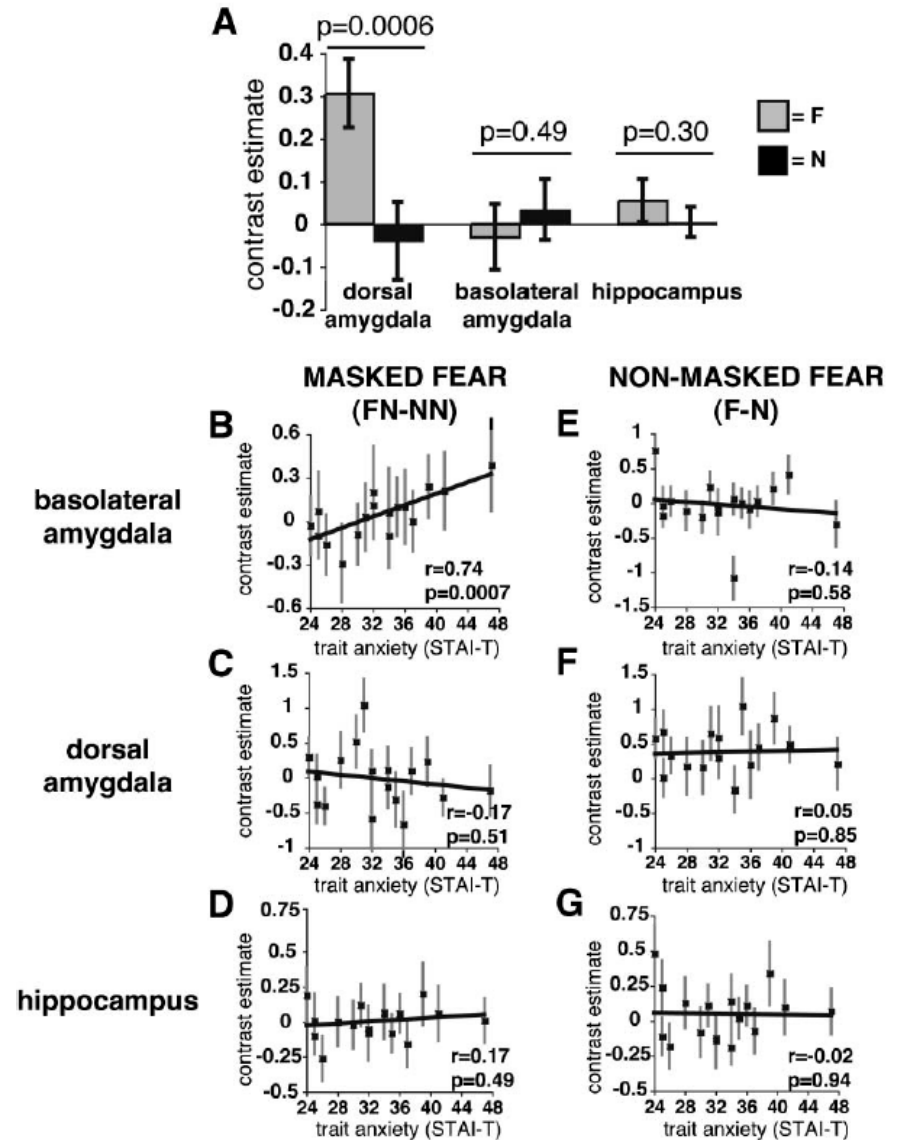 A
p=0.0006
0.4
0.3
0.2
0.1
0
-0.1
-0.2
contrast estimate
p=0.49
p=0.30
= F
= N
dorsal
amygdala
basolateral
amygdala
hippocampus
MASKED FEAR
(FN-NN)
NON-MASKED FEAR
(F-N)
basolateral
amygdala
B
0.6
0.3
0
-0.3
-0.6
contrast estimate
r=0.74
p=0.0007
24 28 32 36 40 44 48
trait anxiety (STAI-T)
E
1
0.5
0
-0.5
-1
-1.5
contrast estimate
r=-0.14
p=0.58
24 28 32 36 40 44 48
trait anxiety (STAI-T)
dorsal
amygdala
C
1.5
1
0.5
0
-0.5
-1
contrast estimate
r=-0.17
p=0.51
24 28 32 36 40 44 48
trait anxiety (STAI-T)
F
1.5
1
0.5
0
-0.5
-1
contrast estimate
r=0.05
p=0.85
24 28 32 36 40 44 48
trait anxiety (STAI-T)
hippocampus
D
0.75
0.5
0.25
0
-0.25
-0.5
contrast estimate
r=0.17
p=0.49
24 28 32 36 40 44 48
trait anxiety (STAI-T)
G
0.75
0.5
0.25
0
-0.25
-0.5
contrast estimate
r=-0.02
p=0.94
24 28 32 36 40 44 48
trait anxiety (STAI-T)